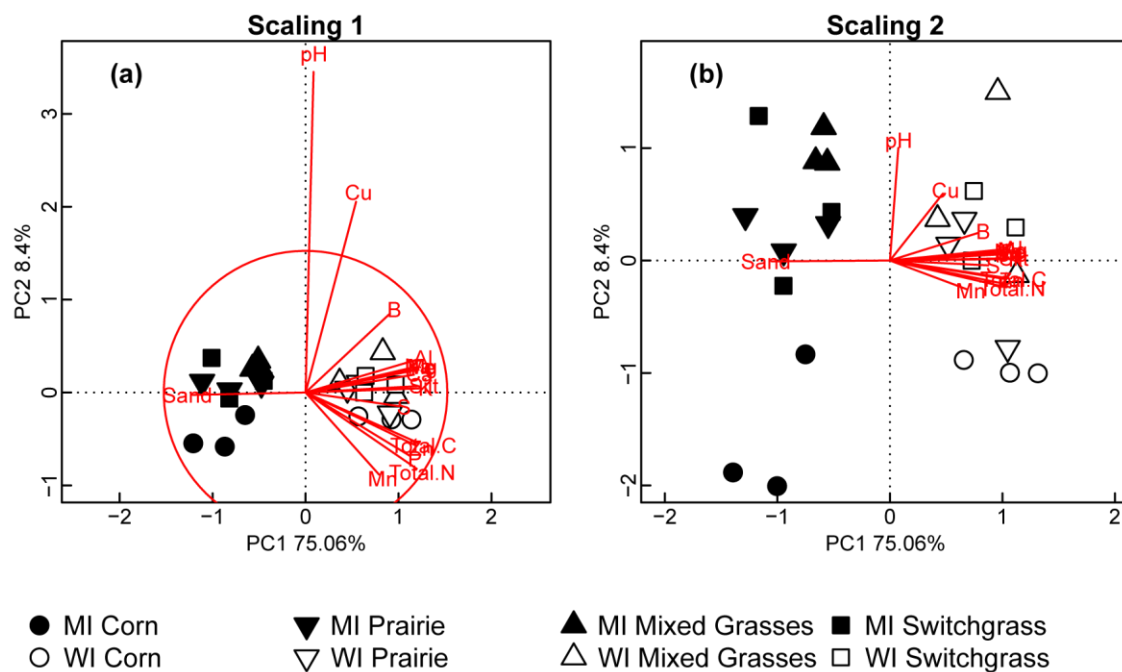 Scaling 1
Scaling 2
(a)
(b)
pH
Cu
B
Al
Sand
S
Total.C
Total.N
Mn
PC2 8.4%
3
2
1
0
−1
−2
−1
0
1
2
PC1 75.06%
pH
Cu
B
Sand
S
Mn
Total.N
PC2 8.4%
1
0
−1
−2
−2
−1
0
1
2
PC1 75.06%
MI Corn
MI Prairie
MI Mixed Grasses
MI Switchgrass
WI Corn
WI Prairie
WI Mixed Grasses
WI Switchgrass